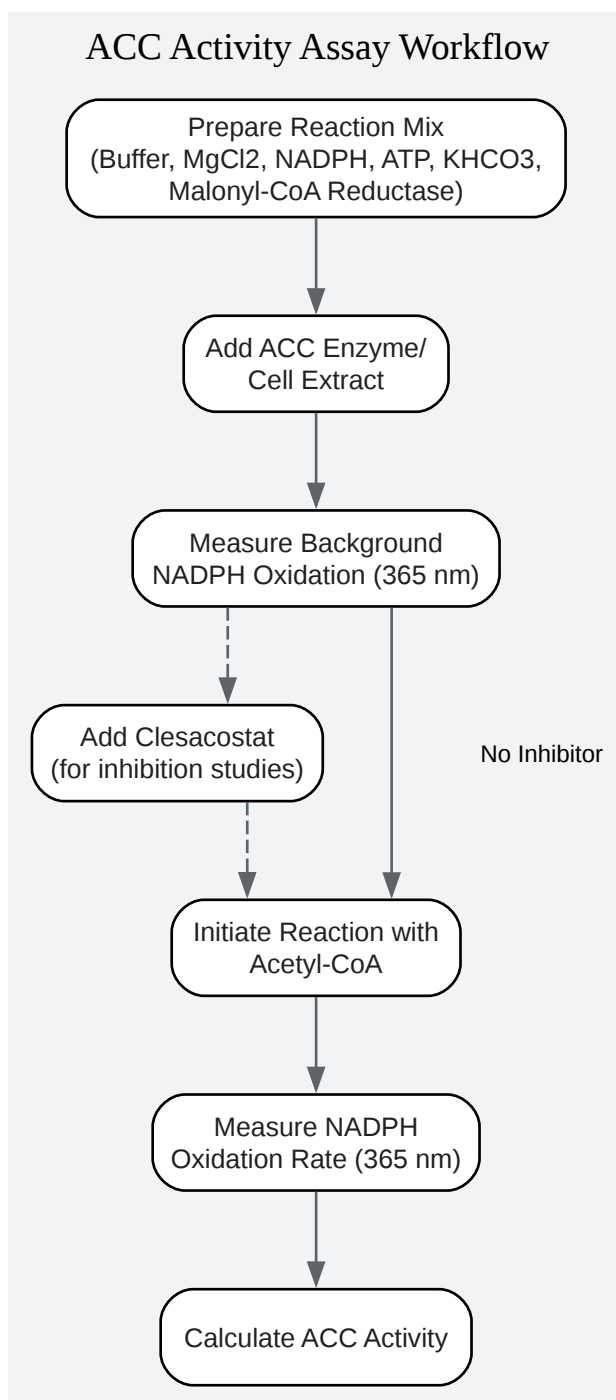 ACC Activity Assay Workflow
Prepare Reaction Mix
(Buffer, MgCl2, NADPH, ATP, KHCO3,
Malonyl-CoA Reductase)
Add ACC Enzyme/
Cell Extract
Measure Background
NADPH Oxidation (365 nm)
Add Clesacostat
(for inhibition studies)
No Inhibitor
Initiate Reaction with
Acetyl-CoA
Measure NADPH
Oxidation Rate (365 nm)
Calculate ACC Activity